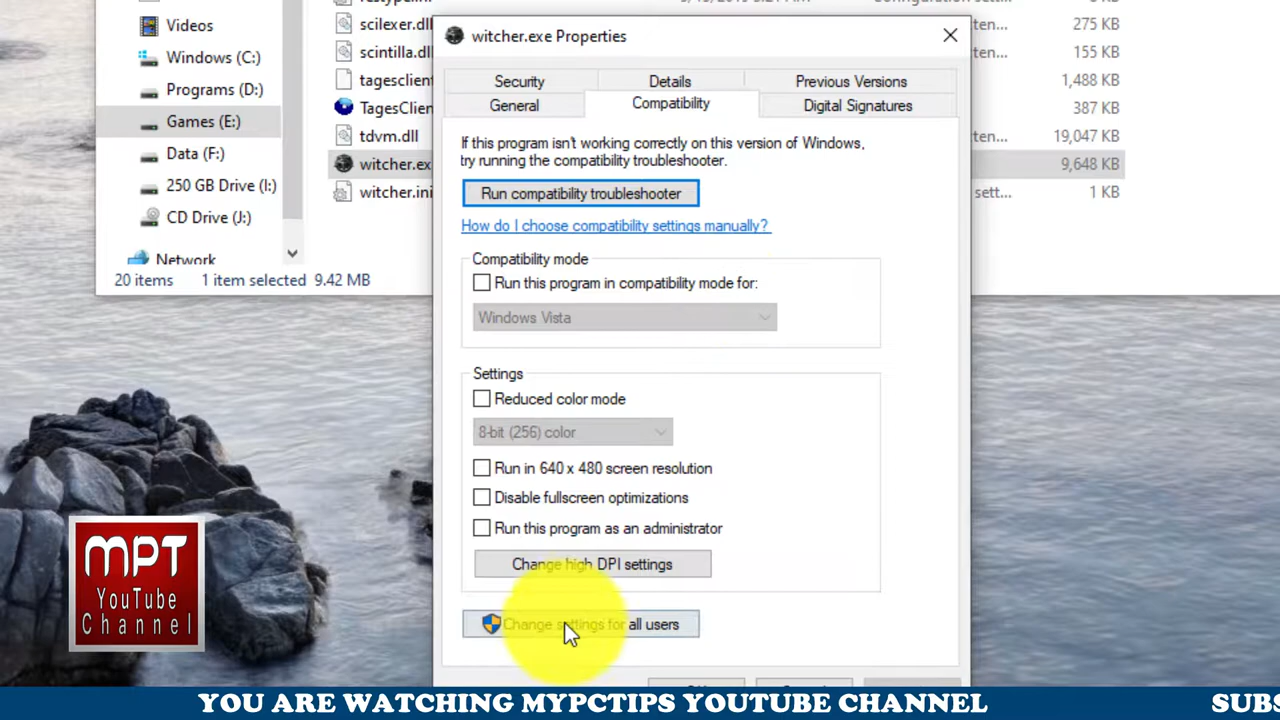 Videos
scilexer.dll
275 KB
Windows (C:)
scintilla.dl
155 KB
Programs (D:)
tagesclient
1,488 KB
Games (E:)
TagesClien
387 KB
tdvm.dll
19,047 KB
Data (F:)
witcher.ex
9,648 KB
250 GB Drive (I:)
witcher.ini
sett...
1 KB
CD Drive (J:)
Network
20 items 1 item selected 9.42 MB
witcher.exe Properties
Security Details Previous Versions
General Compatibility Digital Signatures
If this program isn't working correctly on this version of Windows,
try running the compatibility troubleshooter.
Run compatibility troubleshooter
How do I choose compatibility settings manually?
Compatibility mode
Run this program in compatibility mode for:
Windows Vista
Settings
Reduced color mode
8-bit (256) color
Run in 640 x 480 screen resolution
Disable fullscreen optimizations
Run this program as an administrator
Change high DPI settings
Change settings for all users
MPT
YouTube
Channel
YOU ARE WATCHING MYPCTIPS YOUTUBE CHANNEL
SUBS